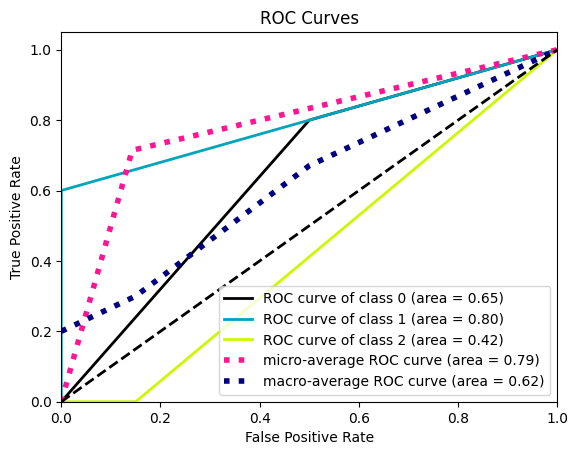 ROC Curves
True Positive Rate
1.0
0.8
0.6
0.4
0.2
0.0
ROC curve of class 0 (area = 0.65)
ROC curve of class 1 (area = 0.80)
ROC curve of class 2 (area = 0.42)
micro-average ROC curve (area = 0.79)
macro-average ROC curve (area = 0.62)
0.0 0.2 0.4 0.6 0.8 1.0
False Positive Rate